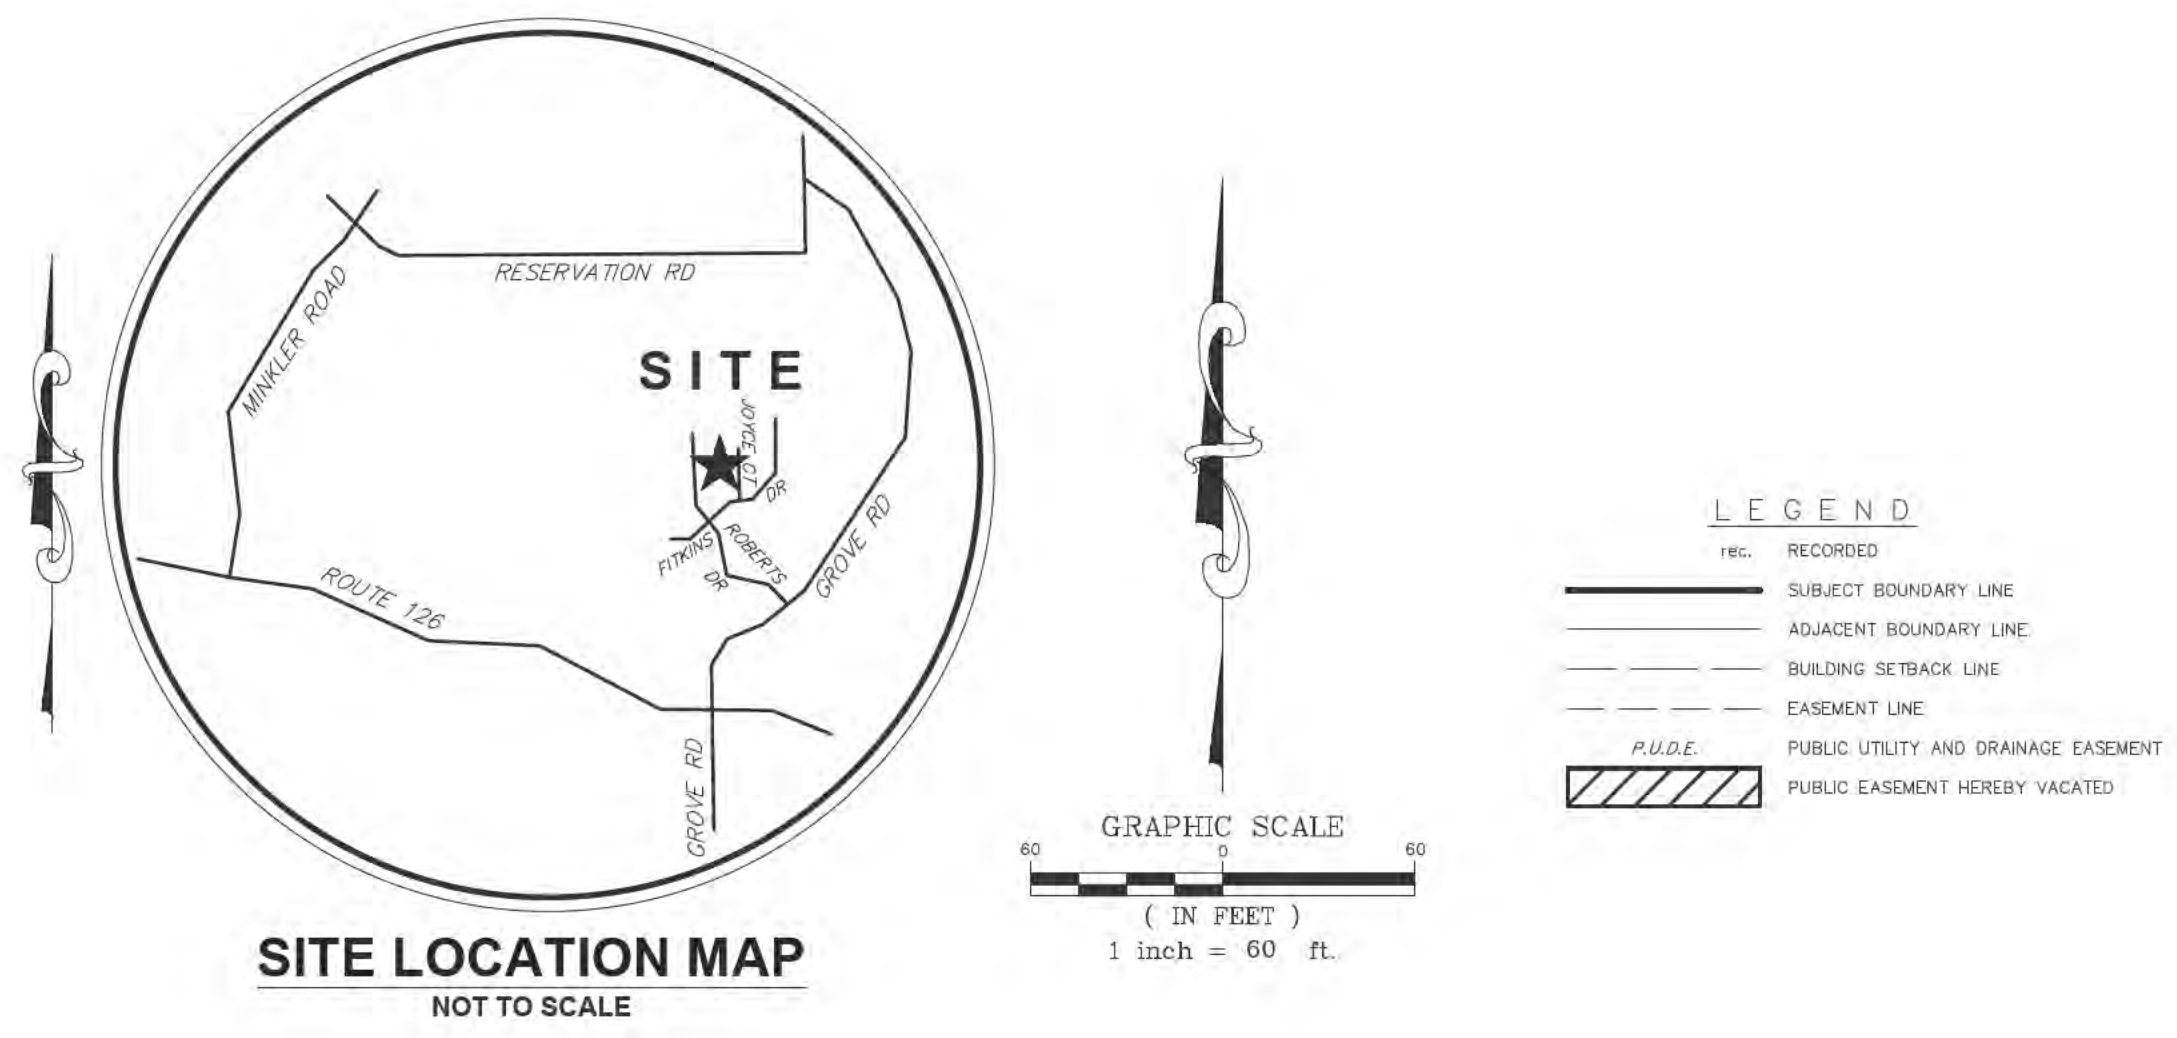 RESERVATION RD
MINKLER ROAD
SITE
JOYCE CT
DR
FITKINS
ROBERTS
DR
GROVE RD
ROUTE 126
GROVE RD
SITE LOCATION MAP
NOT TO SCALE
GRAPHIC SCALE
60 0 60
( IN FEET )
1 inch = 60 ft.
LEGEND
rec. RECORDED
SUBJECT BOUNDARY LINE
ADJACENT BOUNDARY LINE
BUILDING SETBACK LINE
EASEMENT LINE
P.U.D.E. PUBLIC UTILITY AND DRAINAGE EASEMENT
PUBLIC EASEMENT HEREBY VACATED